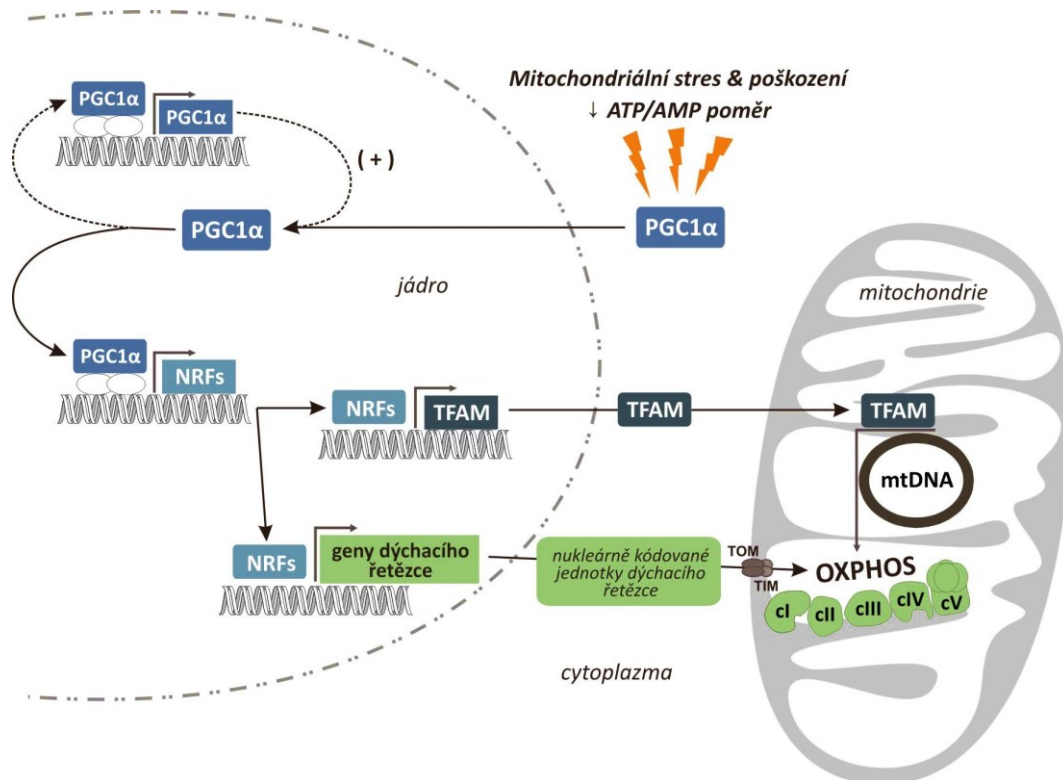 Mitochondriální stres & poškození
↓ ATP/AMP poměr
PGC1α
PGC1α
( + )
PGC1α
PGC1α
jádro
mitochondrie
PGC1α
NRFs
NRFs
TFAM
TFAM
TFAM
mtDNA
NRFs
geny dýchacího
řetězce
nukleárně kódované
jednotky dýchacího
řetězce
TOM
TIM
OXPHOS
cI
cII
cIII
cIV
cV
cytoplazma